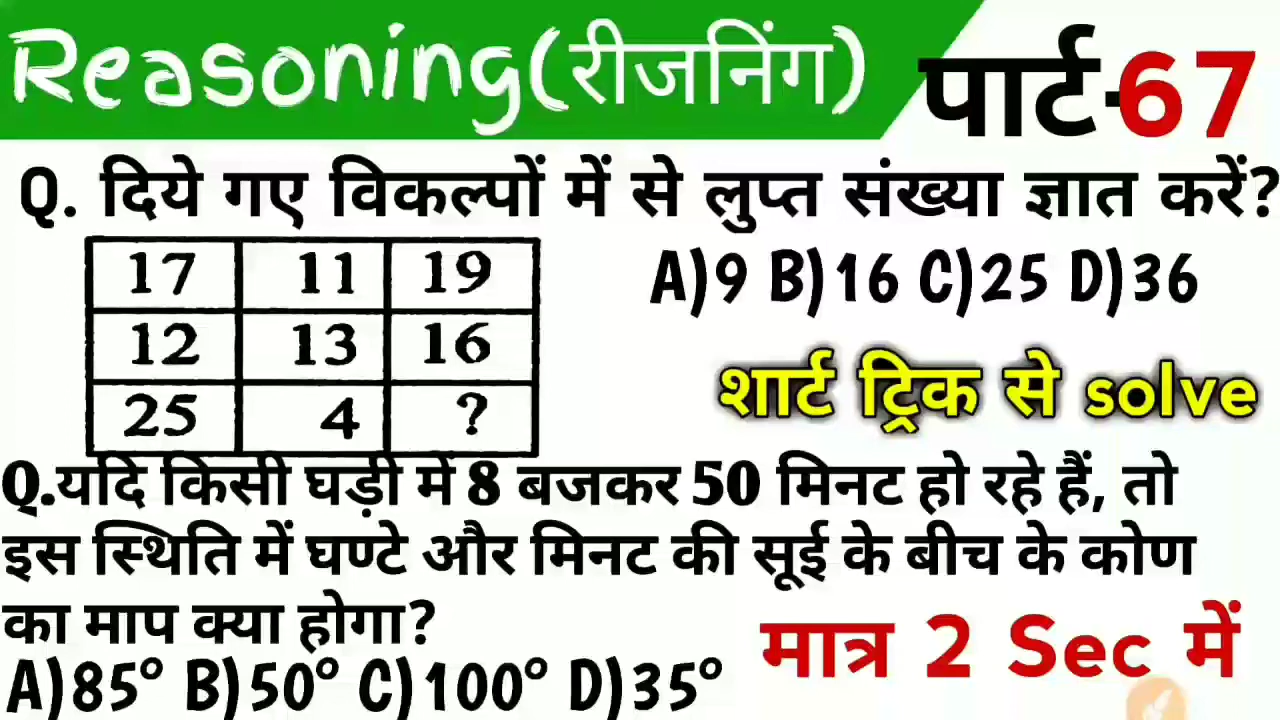 Reasoning(रीजनिंग) पार्ट-67
Q. दिये गए विकल्पों में से लुप्त संख्या ज्ञात करें?
17 11 19
12 13 16
25 4 ?
A)9 B)16 C)25 D)36
शार्ट ट्रिक से solve
Q.यदि किसी घड़ी में 8 बजकर 50 मिनट हो रहे हैं, तो
इस स्थिति में घण्टे और मिनट की सूई के बीच के कोण
का माप क्या होगा?
A)85° B)50° C)100° D)35°
मात्र 2 Sec में